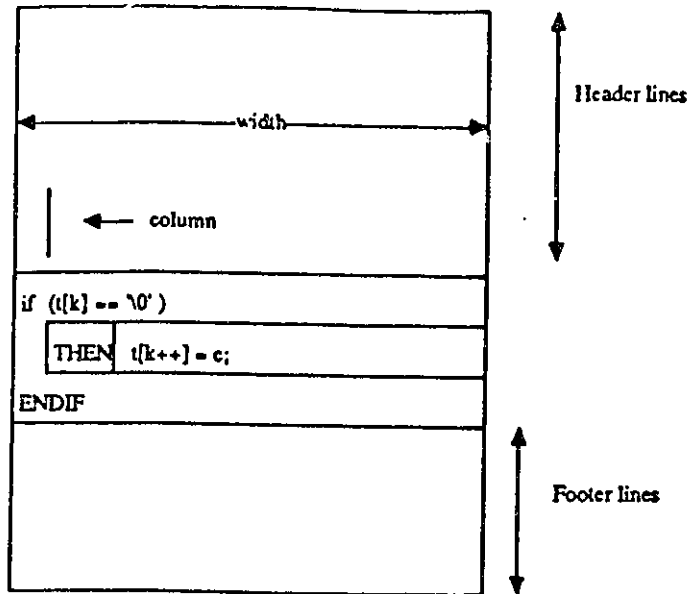 Header lines
width
column
if (t[k] == '\0' )
THEN t[k++] = c;
ENDIF
Footer lines